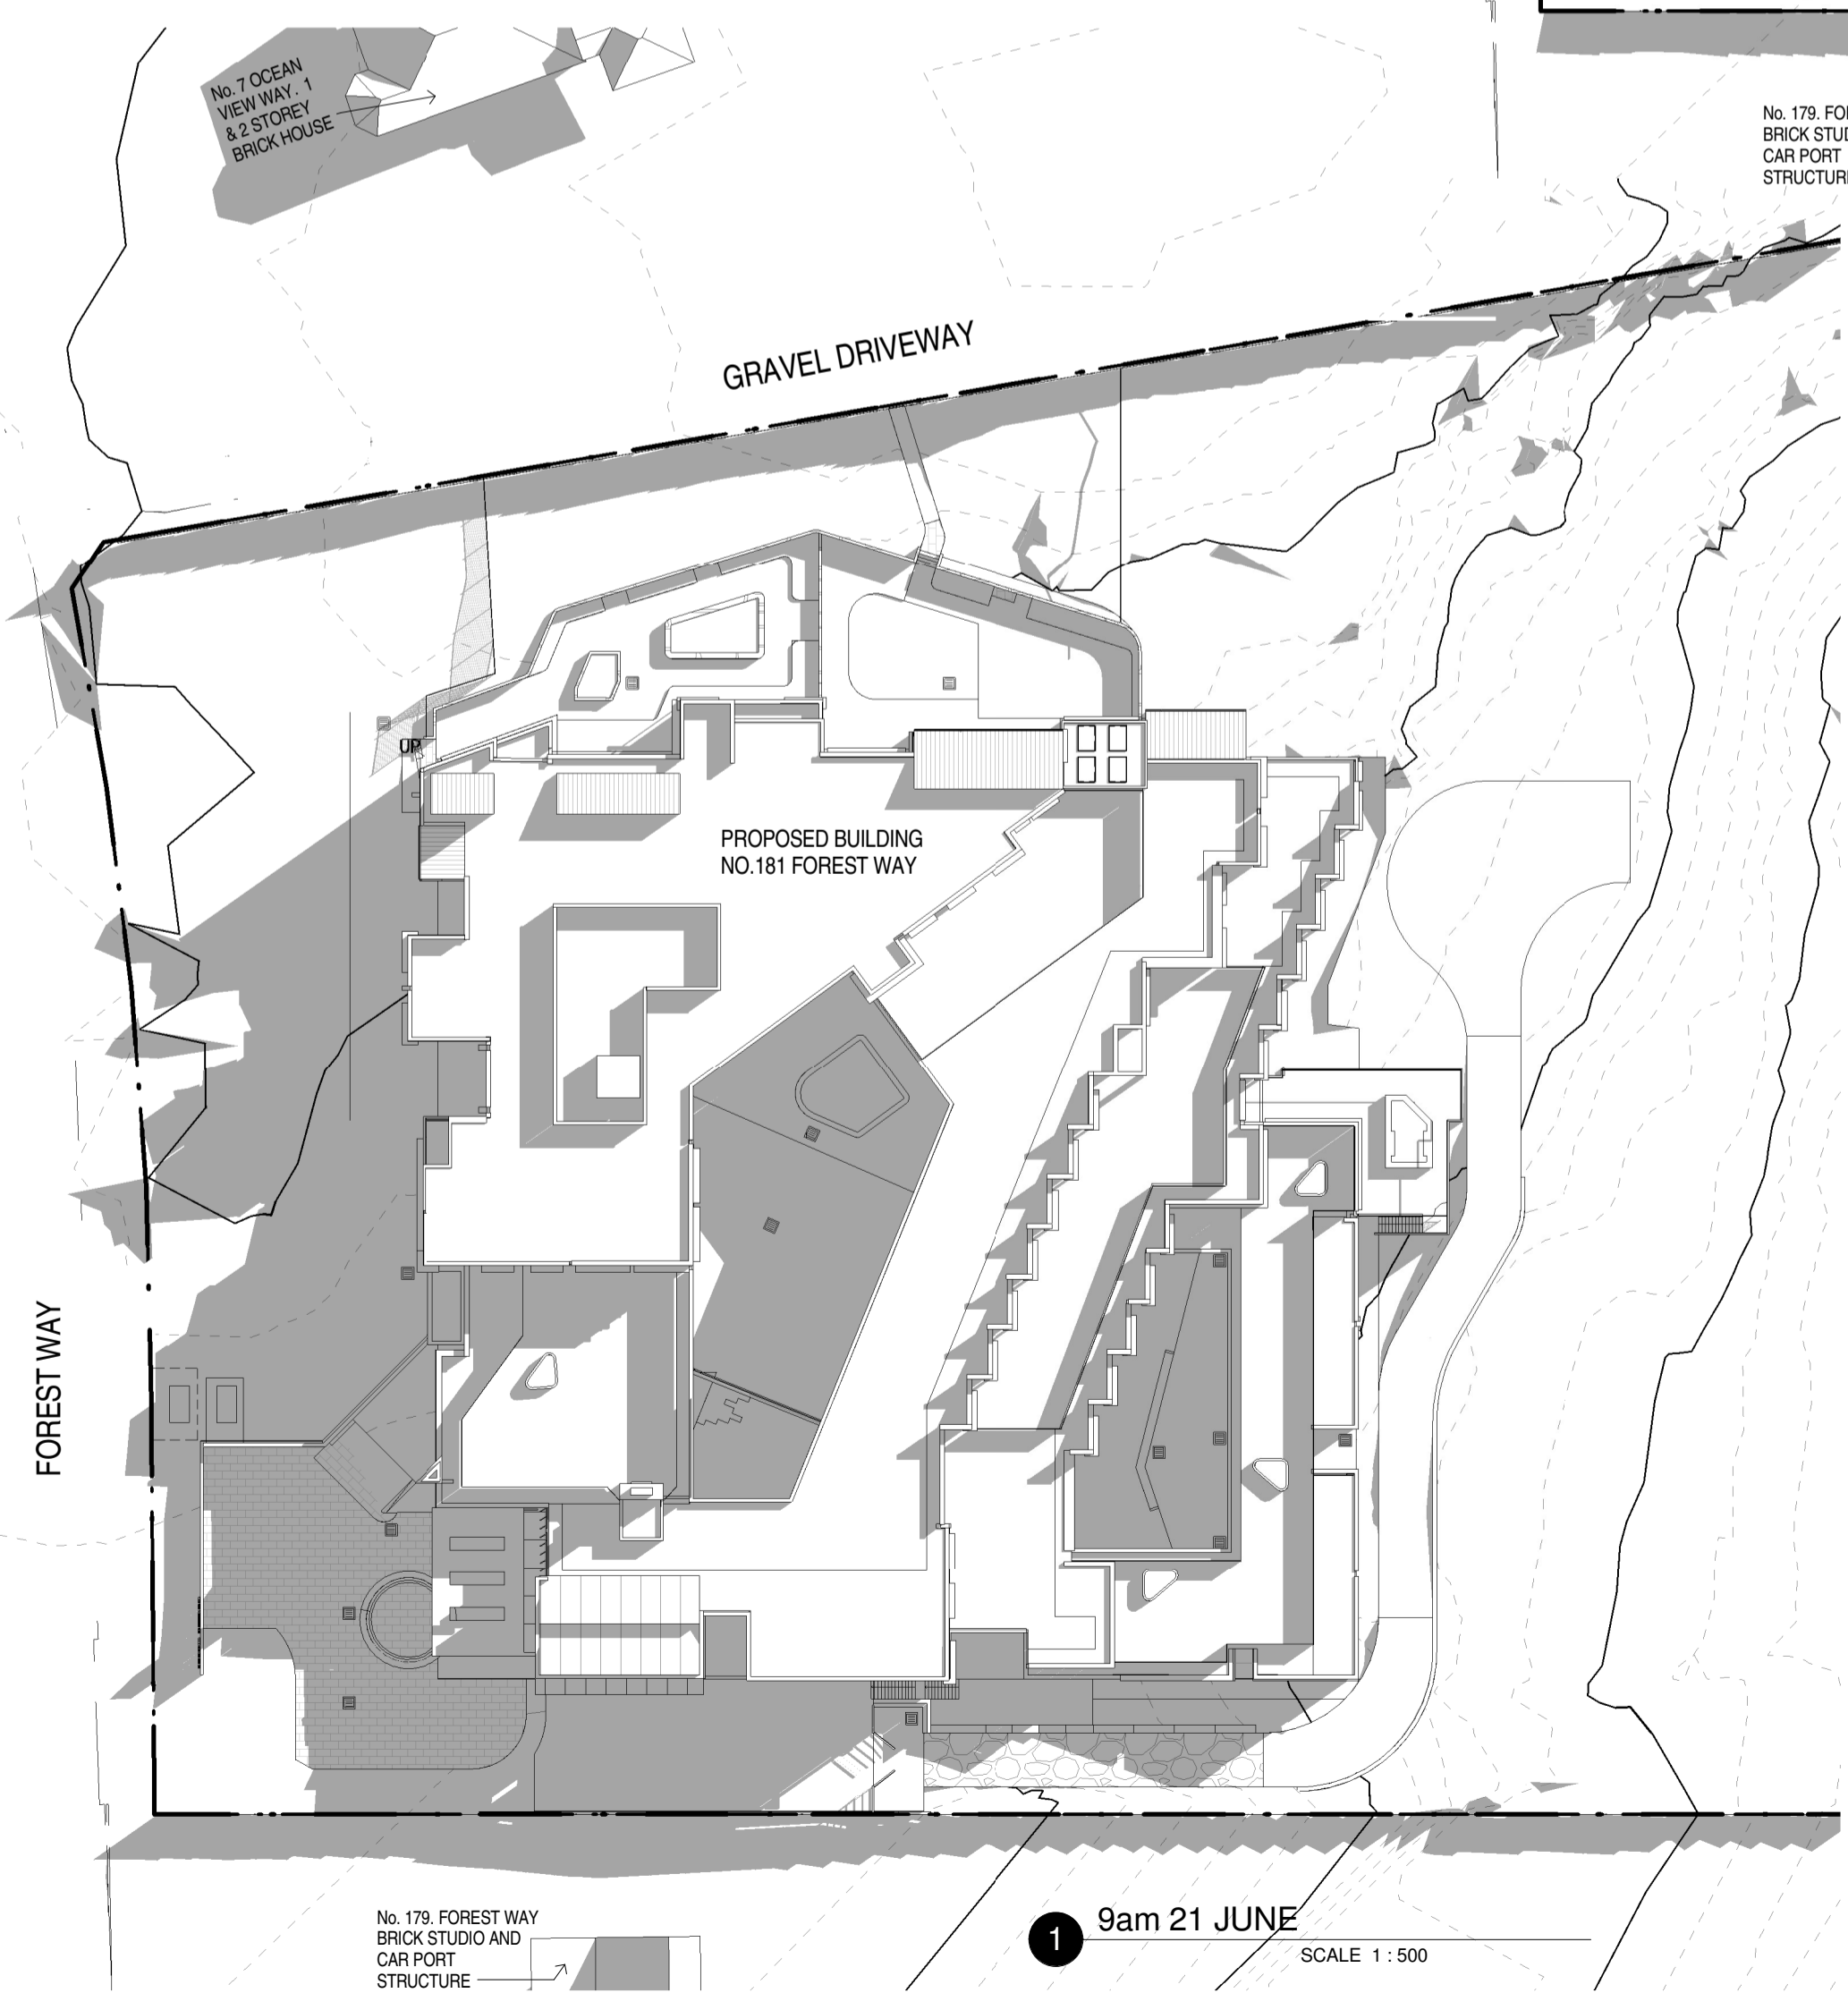 No. 7 OCEAN
VIEW WAY. 1
& 2 STOREY
BRICK HOUSE
No. 179. FO
BRICK STU
CAR PORT
STRUCTUR
GRAVEL DRIVEWAY
UP
PROPOSED BUILDING
NO.181 FOREST WAY
FOREST WAY
No. 179. FOREST WAY
BRICK STUDIO AND
CAR PORT
STRUCTURE
1
9am 21 JUNE
SCALE 1 : 500